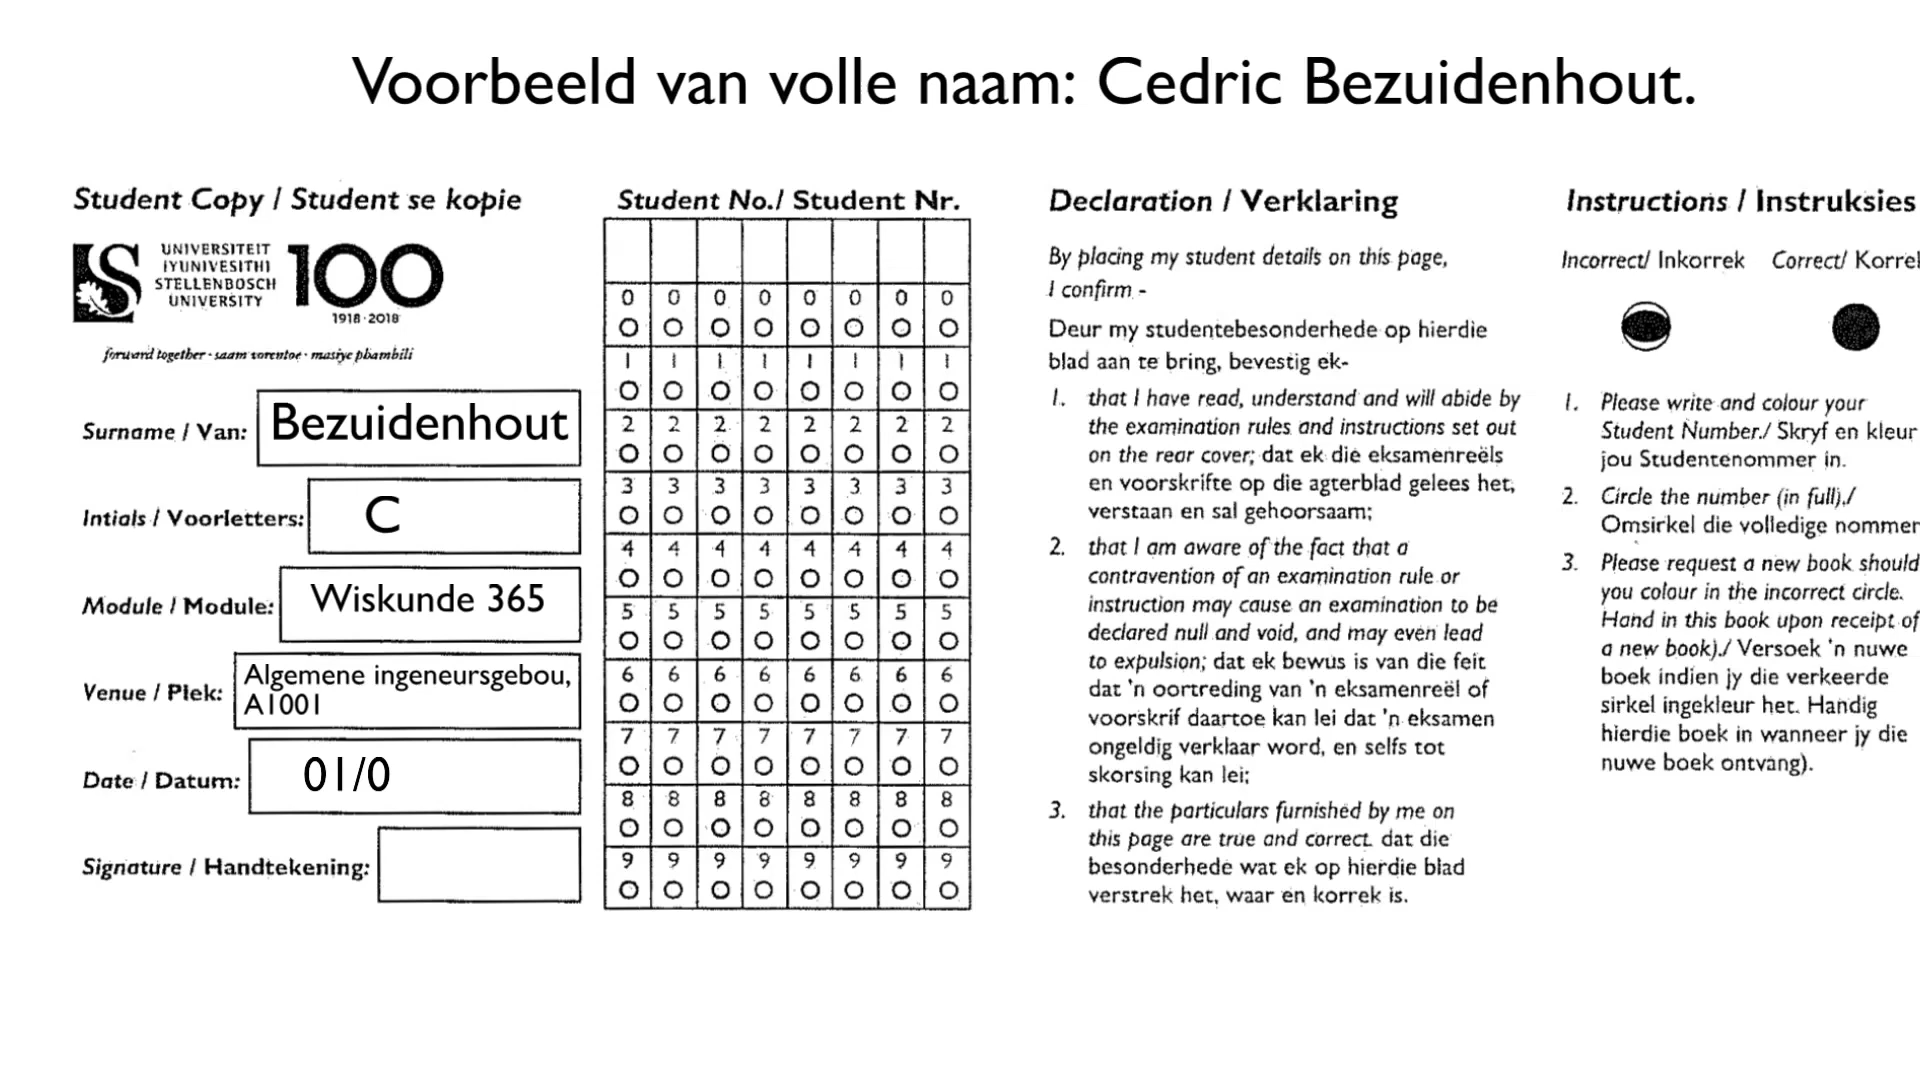 Voorbeeld van volle naam: Cedric Bezuidenhout.
Student Copy / Student se kopie
UNIVERSITEIT
IYUNIVESITHI
STELLENBOSCH
UNIVERSITY
100
1918 · 2018
forward together · saam vorentoe · masiye phambili
Surname / Van: Bezuidenhout
Intials / Voorletters: C
Module / Module: Wiskunde 365
Venue / Plek: Algemene ingeneursgebou,
A1001
Date / Datum: 01/0
Signature / Handtekening:
Student No./ Student Nr.
0 0 0 0 0 0 0 0
1 1 1 1 1 1 1 1
2 2 2 2 2 2 2 2
3 3 3 3 3 3 3 3
4 4 4 4 4 4 4 4
5 5 5 5 5 5 5 5
6 6 6 6 6 6 6 6
7 7 7 7 7 7 7 7
8 8 8 8 8 8 8 8
9 9 9 9 9 9 9 9
Declaration / Verklaring
By placing my student details on this page,
I confirm -
Deur my studentebesonderhede op hierdie
blad aan te bring, bevestig ek-
1. that I have read, understand and will abide by
the examination rules and instructions set out
on the rear cover; dat ek die eksamenreëls
en voorskrifte op die agterblad gelees het,
verstaan en sal gehoorsaam;
2. that I am aware of the fact that a
contravention of an examination rule or
instruction may cause an examination to be
declared null and void, and may even lead
to expulsion; dat ek bewus is van die feit
dat 'n oortreding van 'n eksamenreël of
voorskrif daartoe kan lei dat 'n eksamen
ongeldig verklaar word, en selfs tot
skorsing kan lei;
3. that the particulars furnished by me on
this page are true and correct. dat die
besonderhede wat ek op hierdie blad
verstrek het, waar en korrek is.
Instructions / Instruksies
Incorrect/ Inkorrek Correct/ Korrek
1. Please write and colour your
Student Number./ Skryf en kleur
jou Studentenommer in.
2. Circle the number (in full)./
Omsirkel die volledige nommer
3. Please request a new book should
you colour in the incorrect circle.
Hand in this book upon receipt of
a new book)./ Versoek 'n nuwe
boek indien jy die verkeerde
sirkel ingekleur het. Handig
hierdie boek in wanneer jy die
nuwe boek ontvang).